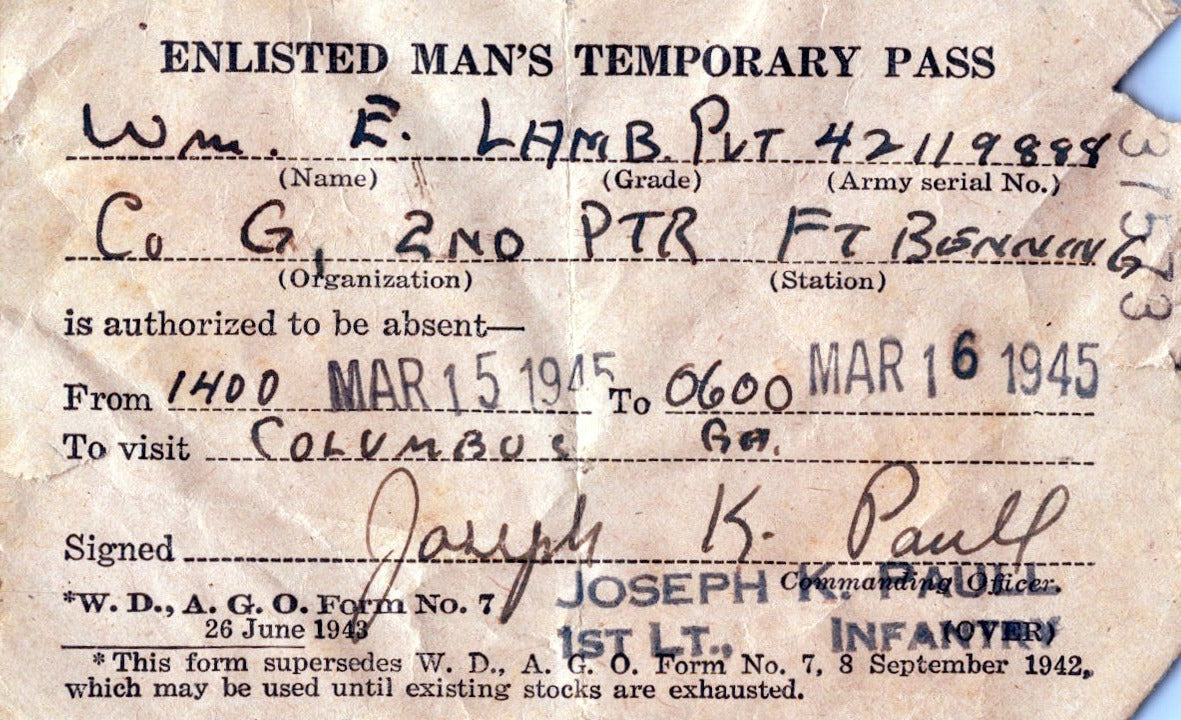 ENLISTED MAN'S TEMPORARY PASS
Wm. E. LAMB. PVT 42119888
(Name) (Grade) (Army serial No.)
Co G, 2ND PTR FT BENNING
(Organization) (Station)
is authorized to be absent—
From 1400 MAR 15 1945 To 0600 MAR 16 1945
To visit COLUMBUS GA.
Signed Joseph K. Paull
Commanding Officer.
JOSEPH K. PAULL
*W. D., A. G. O. Form No. 7
26 June 1943
1ST LT., INFANTRY
(OVER)
* This form supersedes W. D., A. G. O. Form No. 7, 8 September 1942,
which may be used until existing stocks are exhausted.
37573